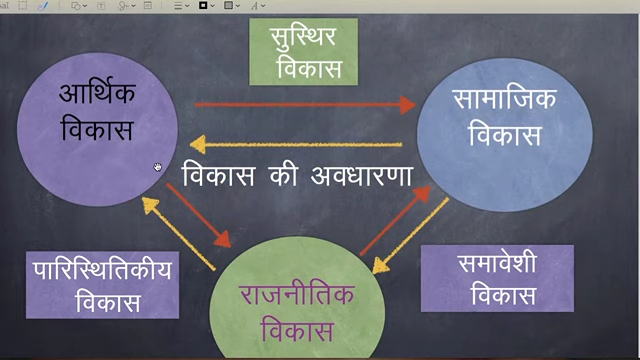 सुस्थिर
विकास
आर्थिक
विकास
सामाजिक
विकास
विकास की अवधारणा
पारिस्थितिकीय
विकास
समावेशी
विकास
राजनीतिक
विकास